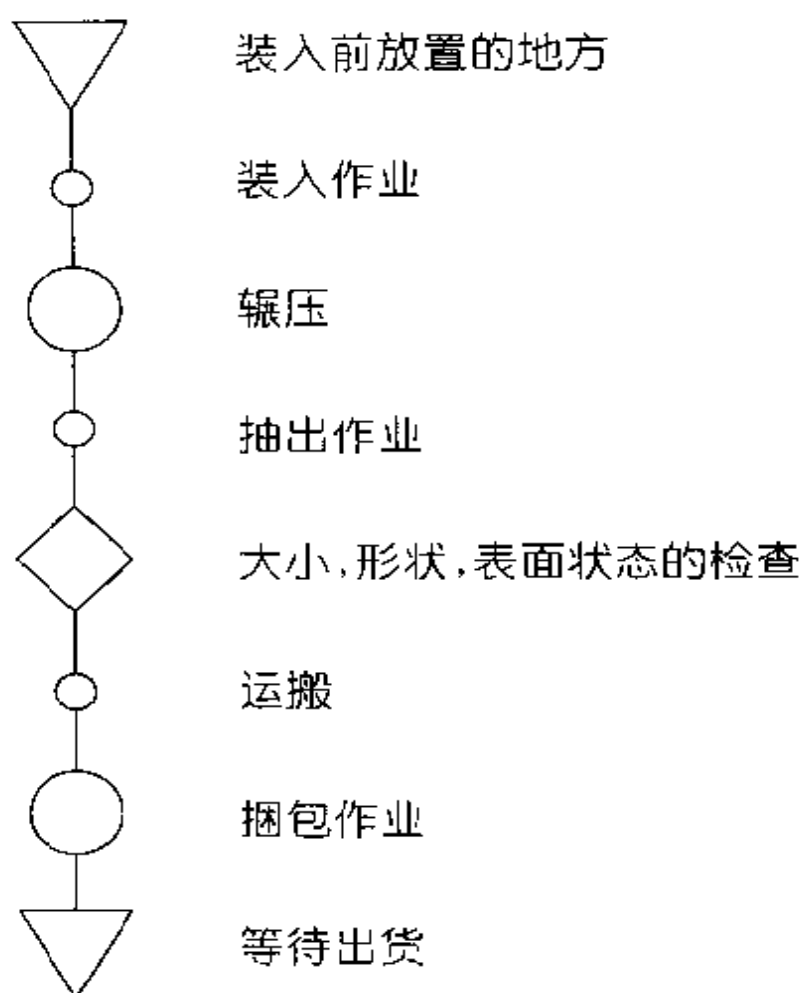 装入前放置的地方
装入作业
辗压
抽出作业
大小,形状,表面状态的检查
运搬
捆包作业
等待出货